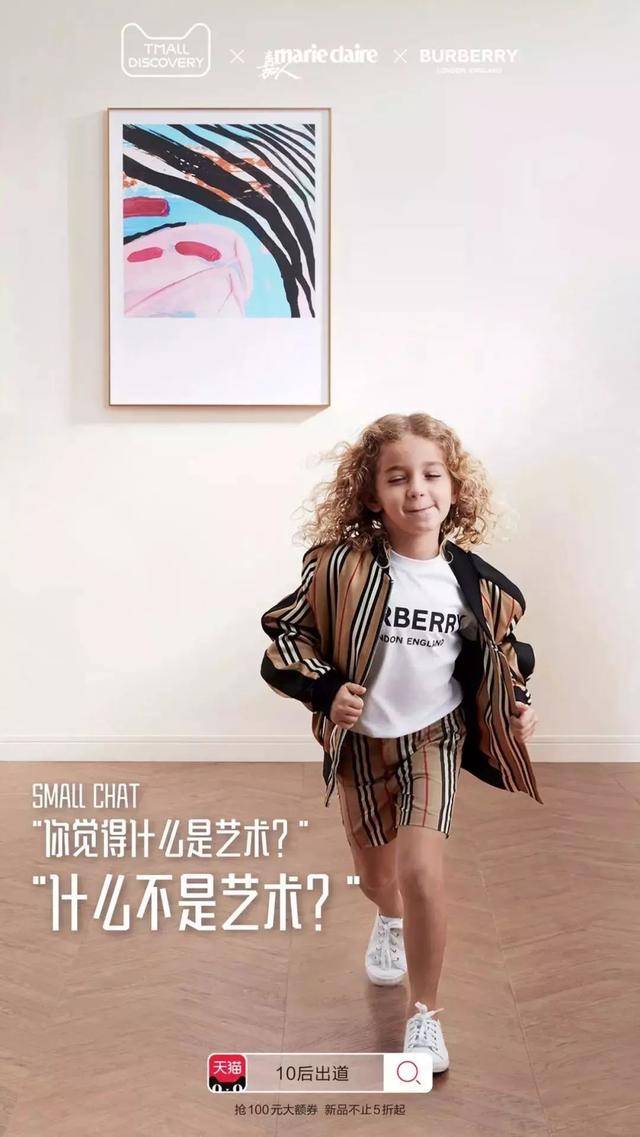 TMALL
DISCOVERY
×
嘉人
marie claire
×
BURBERRY
LONDON ENGLAND
RBERRY
NDON ENGLAND
SMALL CHAT
"你觉得什么是艺术？"
"什么不是艺术？"
天猫
10后出道
抢100元大额券 新品不止5折起